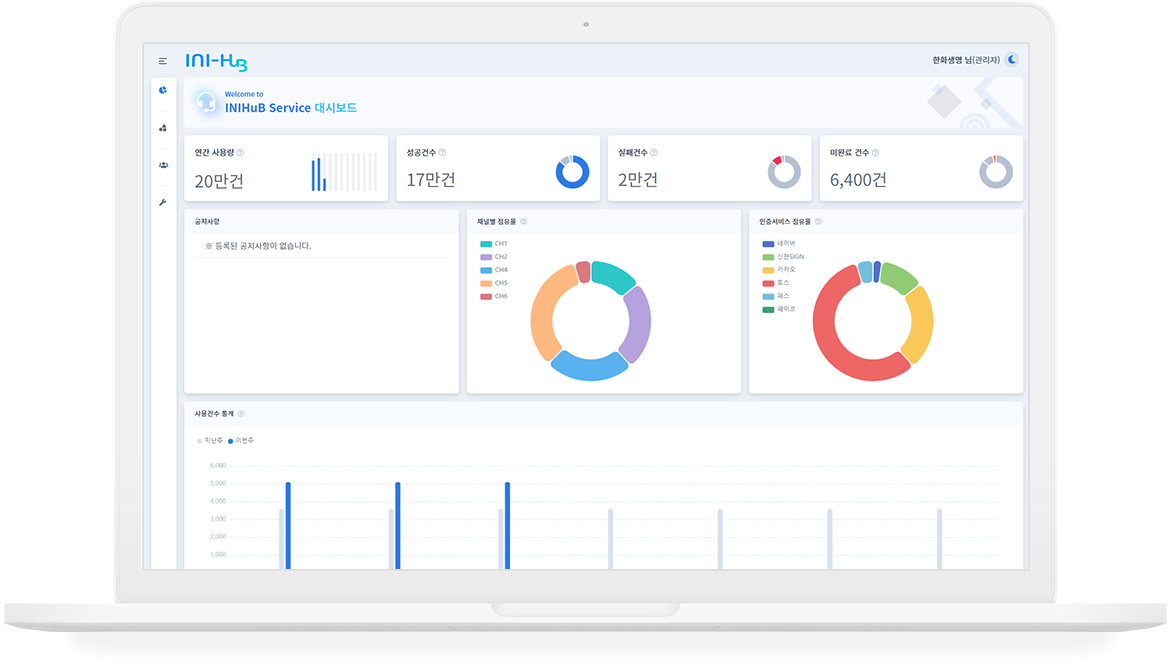 INI-HuB
한화생명 님(관리자)
Welcome to
INIHuB Service 대시보드
연간 사용량 ?
20만건
성공건수 ?
17만건
실패건수 ?
2만건
미완료 건수 ?
6,400건
공지사항
※ 등록된 공지사항이 없습니다.
채널별 점유율 ?
CH1
CH2
CH4
CH5
CH6
인증서비스 점유율 ?
네이버
신한SIGN
카카오
토스
패스
페이코
사용건수 통계 ?
지난주 이번주
6,000
5,000
4,000
3,000
2,000
1,000